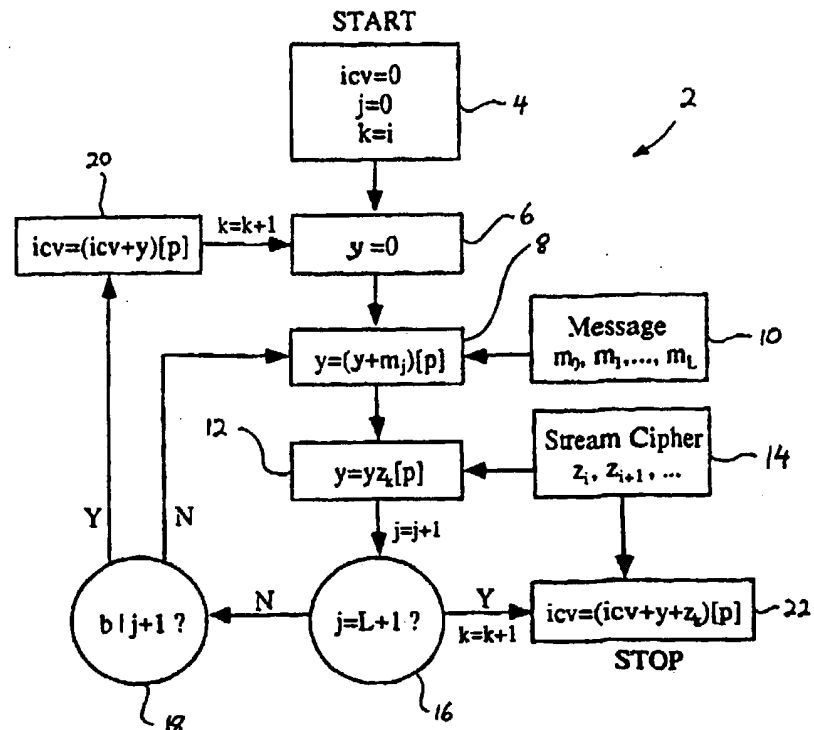 START
icv=0
j=0
k=i
4
2
20
icv=(icv+y)[p]
k=k+1
y=0
6
8
y=(y+mj)[p]
Message
m0, m1,..., mL
10
12
y=yzk[p]
Stream Cipher
zi, zi+1, ...
14
Y
N
j=j+1
b | j+1 ?
N
j=L+1 ?
Y
k=k+1
icv=(icv+y+zk)[p]
22
STOP
18
16